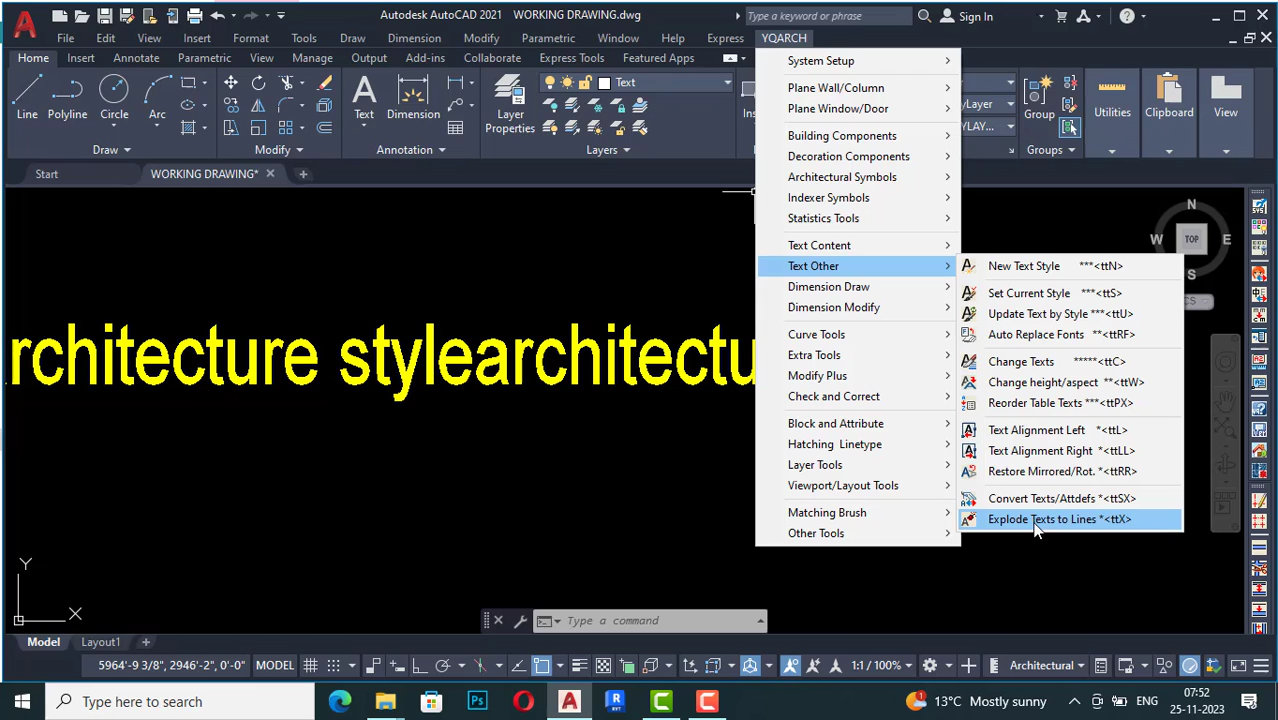 Autodesk AutoCAD 2021 WORKING DRAWING.dwg
Type a keyword or phrase
Sign In
File Edit View Insert Format Tools Draw Dimension Modify Parametric Window Help Express YQARCH
Home Insert Annotate Parametric View Manage Output Add-ins Collaborate Express Tools Featured Apps
Text
Line Polyline Circle Arc
Text Dimension
Layer Properties
Group
Utilities Clipboard View
Draw Modify Annotation Layers Groups
Start
WORKING DRAWING*
System Setup
Plane Wall/Column
Plane Window/Door
Building Components
Decoration Components
Architectural Symbols
Indexer Symbols
Statistics Tools
Text Content
Text Other
Dimension Draw
Dimension Modify
Curve Tools
Extra Tools
Modify Plus
Check and Correct
Block and Attribute
Hatching Linetype
Layer Tools
Viewport/Layout Tools
Matching Brush
Other Tools
New Text Style ***<ttN>
Set Current Style ***<ttS>
Update Text by Style **<ttU>
Auto Replace Fonts **<ttRF>
Change Texts *****<ttC>
Change height/aspect **<ttW>
Reorder Table Texts ***<ttPX>
Text Alignment Left *<ttL>
Text Alignment Right *<ttLL>
Restore Mirrored/Rot. *<ttRR>
Convert Texts/Attdefs *<ttSX>
Explode Texts to Lines *<ttX>
N
W TOP E
S
rchitecture stylearchitectu
Y
X
Type a command
Model Layout1
5964'-9 3/8", 2946'-2", 0'-0" MODEL
1:1 / 100%
Architectural
Type here to search
13°C Mostly sunny
ENG
07:52
25-11-2023